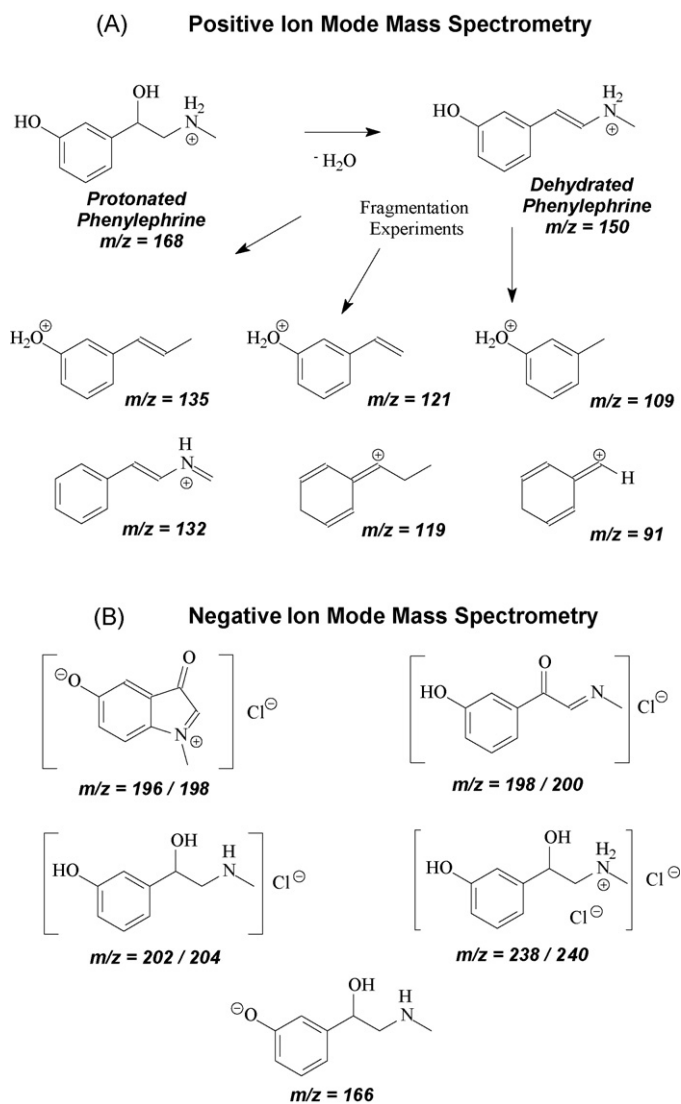 (A) Positive Ion Mode Mass Spectrometry
OH
HO
H2
N
⊕
- H2O
HO
H2
N
⊕
Protonated
Phenylephrine
m/z = 168
Fragmentation
Experiments
Dehydrated
Phenylephrine
m/z = 150
⊕
H2O
m/z = 135
⊕
H2O
m/z = 121
⊕
H2O
m/z = 109
H
N
⊕
m/z = 132
⊕
m/z = 119
⊕
H
m/z = 91
(B) Negative Ion Mode Mass Spectrometry
⊖
O
O
N
⊕
Cl⊖
m/z = 196 / 198
O
HO
N
Cl⊖
m/z = 198 / 200
OH
H
HO
N
Cl⊖
m/z = 202 / 204
OH
H2
HO
N
⊕
Cl⊖
Cl⊖
m/z = 238 / 240
OH
H
⊖
O
N
m/z = 166